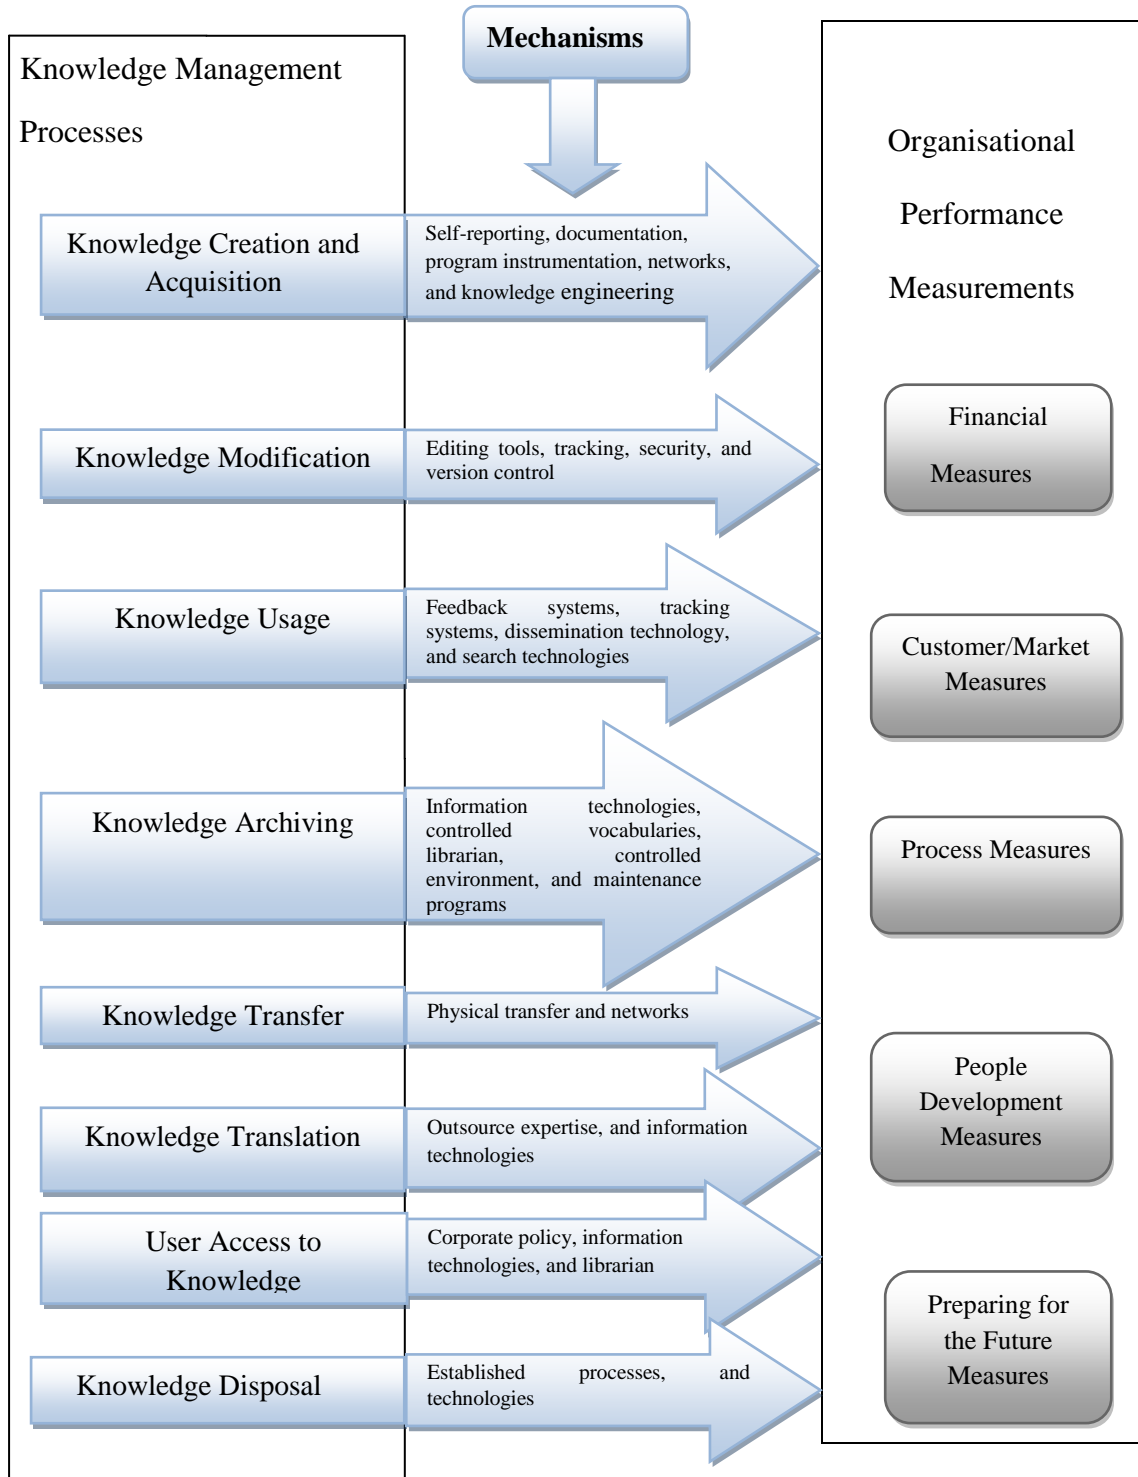 Mechanisms
Knowledge Management
Processes
Knowledge Creation and
Acquisition
Self-reporting, documentation,
program instrumentation, networks,
and knowledge engineering
Knowledge Modification
Editing tools, tracking, security, and
version control
Knowledge Usage
Feedback systems, tracking
systems, dissemination technology,
and search technologies
Knowledge Archiving
Information technologies,
controlled vocabularies,
librarian, controlled
environment, and maintenance
programs
Knowledge Transfer
Physical transfer and networks
Knowledge Translation
Outsource expertise, and information
technologies
User Access to
Knowledge
Corporate policy, information
technologies, and librarian
Knowledge Disposal
Established processes, and
technologies
Organisational
Performance
Measurements
Financial
Measures
Customer/Market
Measures
Process Measures
People
Development
Measures
Preparing for
the Future
Measures